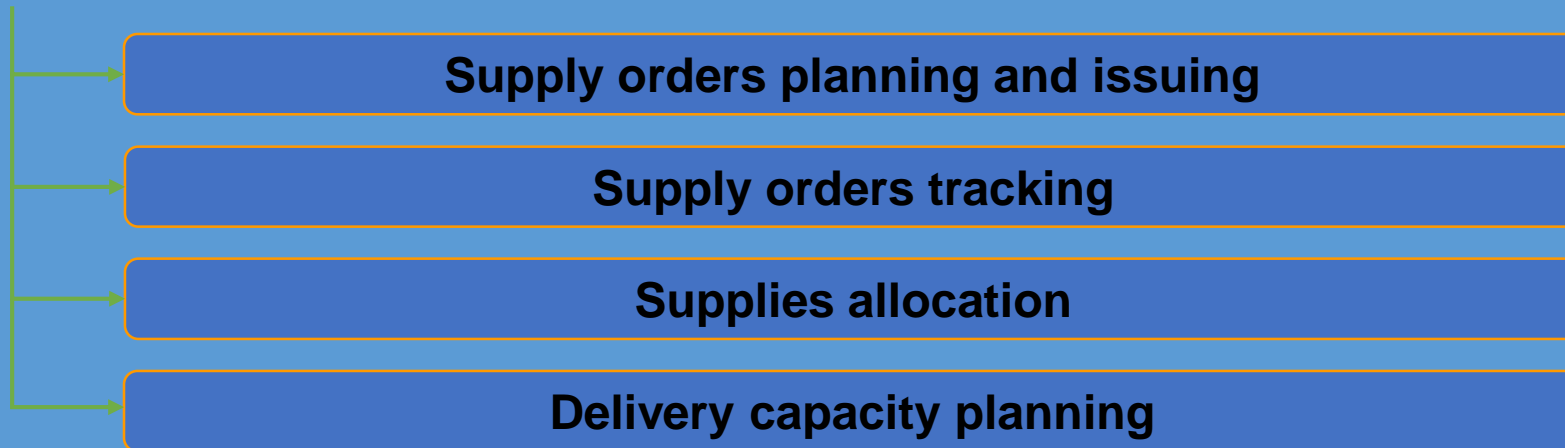 Supply orders planning and issuing
Supply orders tracking
Supplies allocation
Delivery capacity planning